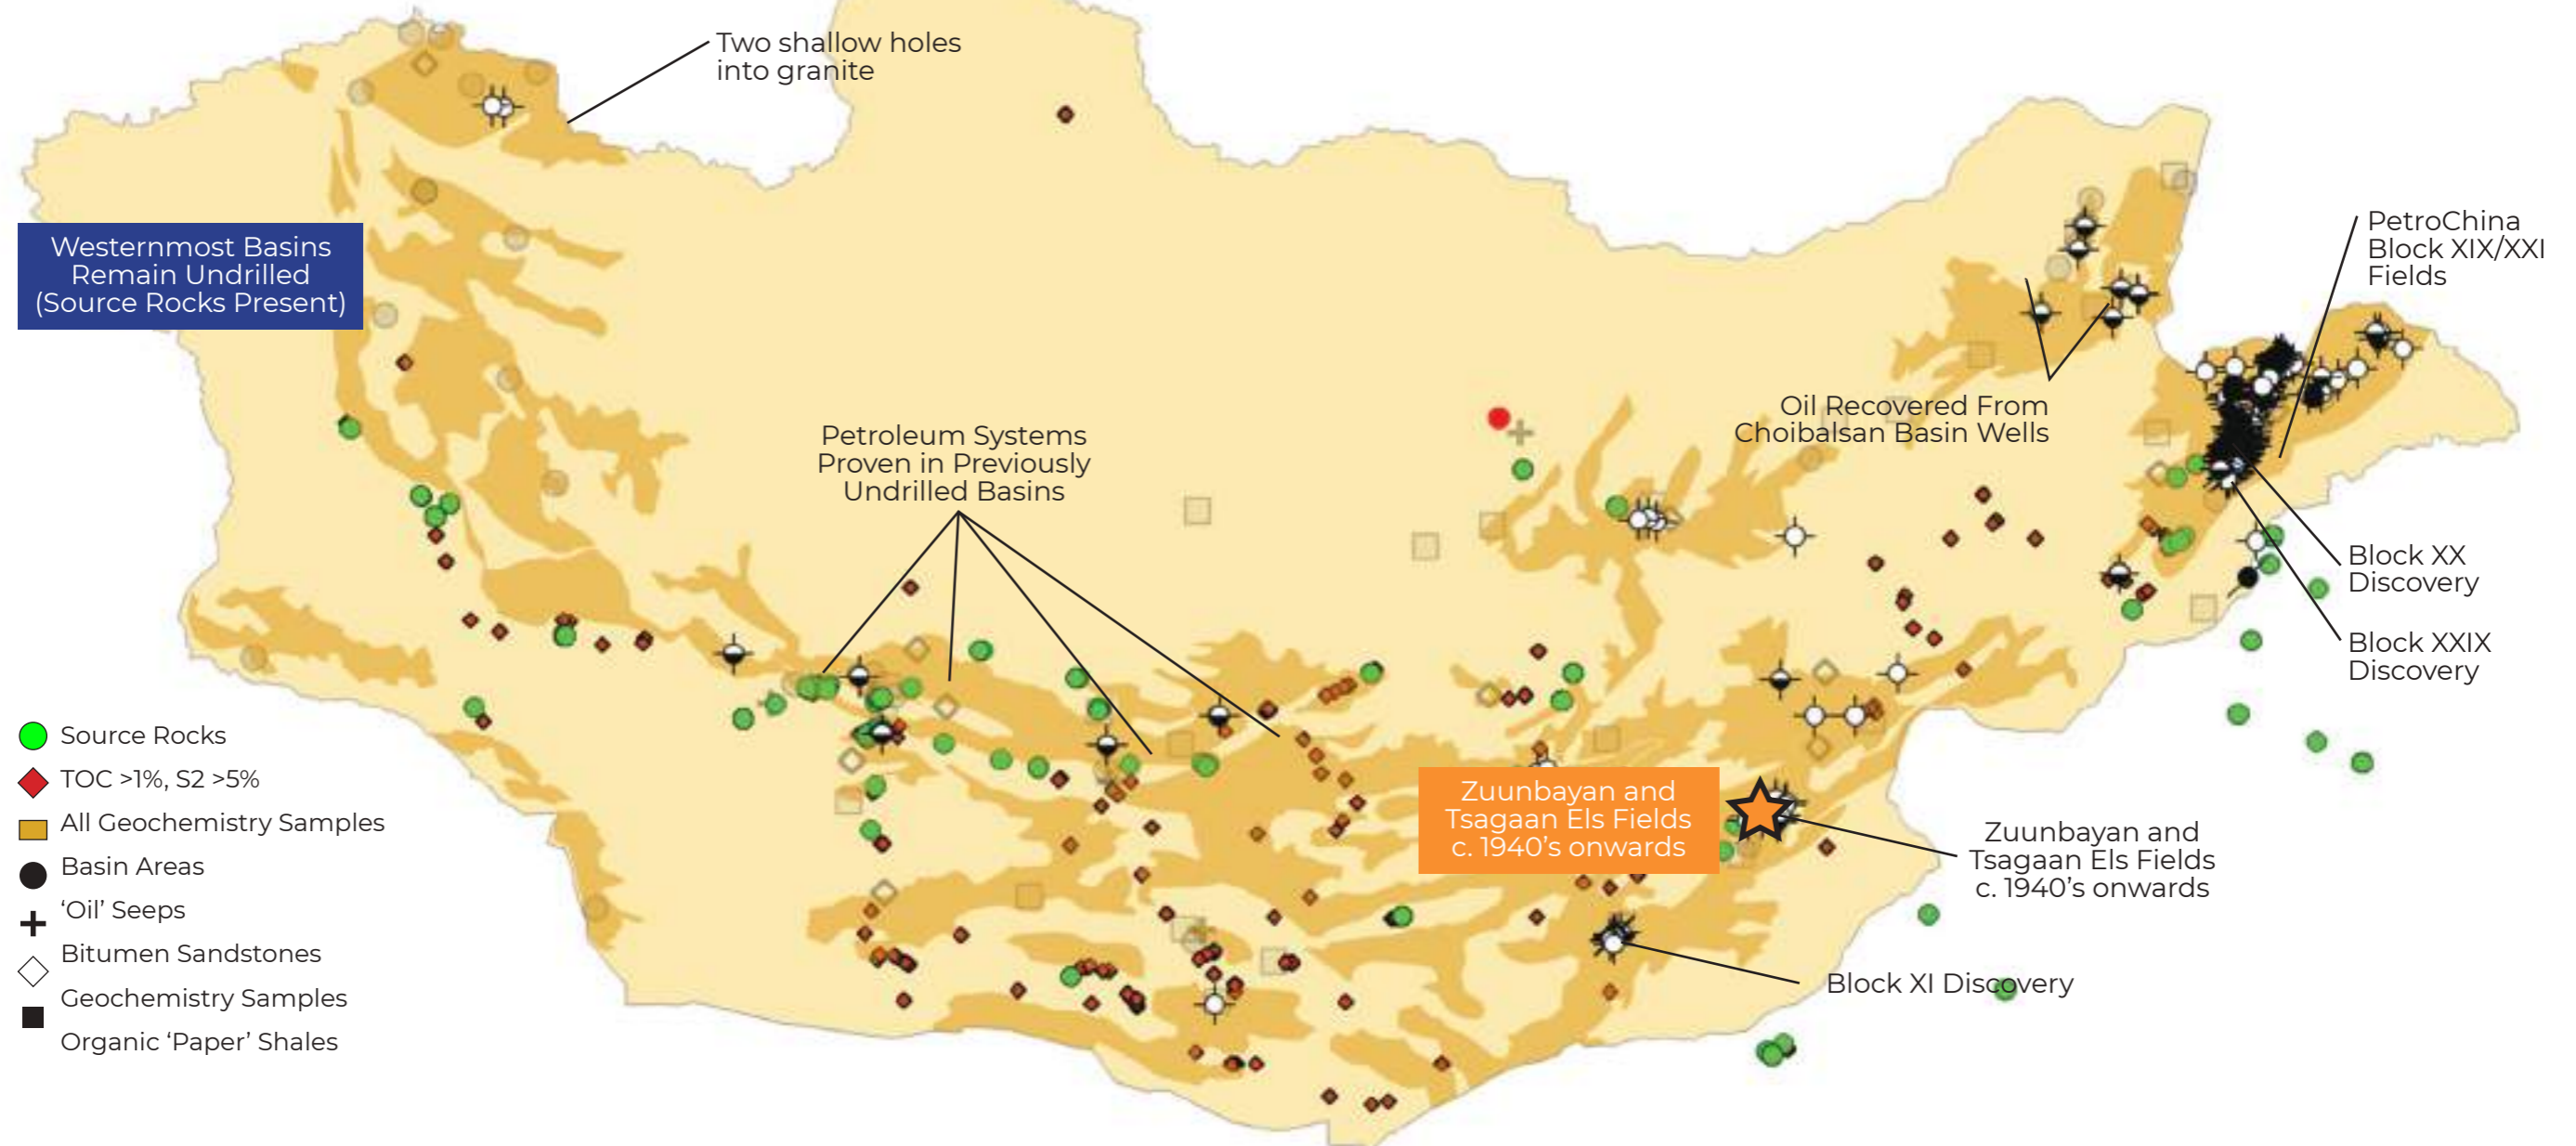 Two shallow holes
into granite
Westernmost Basins
Remain Undrilled
(Source Rocks Present)
PetroChina
Block XIX/XXI
Fields
Petroleum Systems
Proven in Previously
Undrilled Basins
Oil Recovered From
Choibalsan Basin Wells
Block XX
Discovery
Block XXIX
Discovery
Zuunbayan and
Tsagaan Els Fields
c. 1940's onwards
Zuunbayan and
Tsagaan Els Fields
c. 1940's onwards
Block XI Discovery
Source Rocks
TOC >1%, S2 >5%
All Geochemistry Samples
Basin Areas
‘Oil’ Seeps
Bitumen Sandstones
Geochemistry Samples
Organic ‘Paper’ Shales